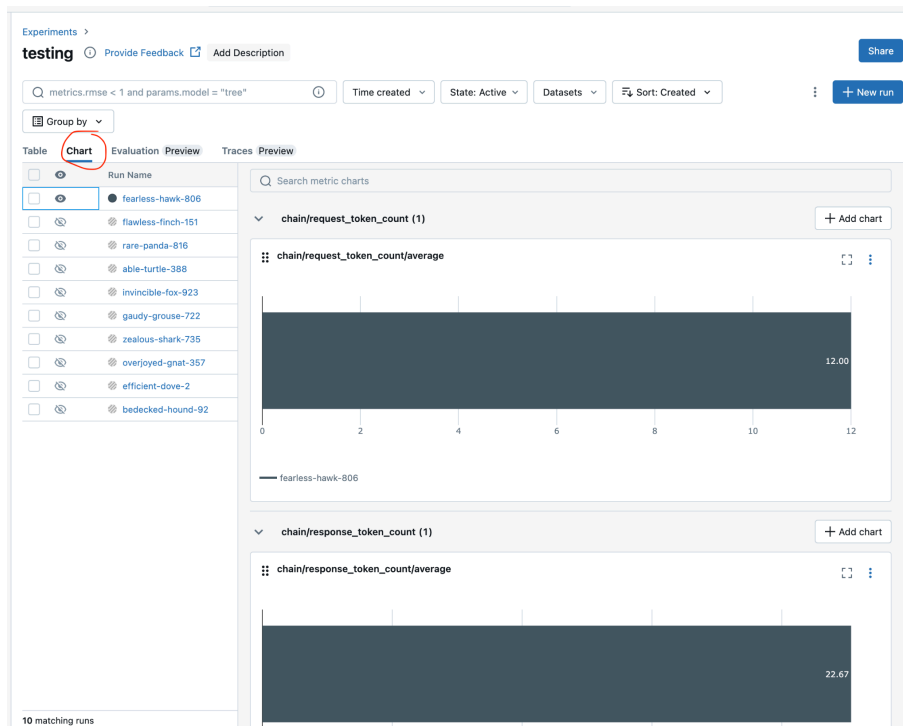 Experiments >
testing Provide Feedback Add Description
Share
metrics.rmse < 1 and params.model = "tree" Time created State: Active Datasets Sort: Created + New run
Group by
Table Chart Evaluation Preview Traces Preview
Run Name
fearless-hawk-806
flawless-finch-151
rare-panda-816
able-turtle-388
invincible-fox-923
gaudy-grouse-722
zealous-shark-735
overjoyed-gnat-357
efficient-dove-2
bedecked-hound-92
10 matching runs
Search metric charts
chain/request_token_count (1) + Add chart
chain/request_token_count/average
12.00
0 2 4 6 8 10 12
fearless-hawk-806
chain/response_token_count (1) + Add chart
chain/response_token_count/average
22.67